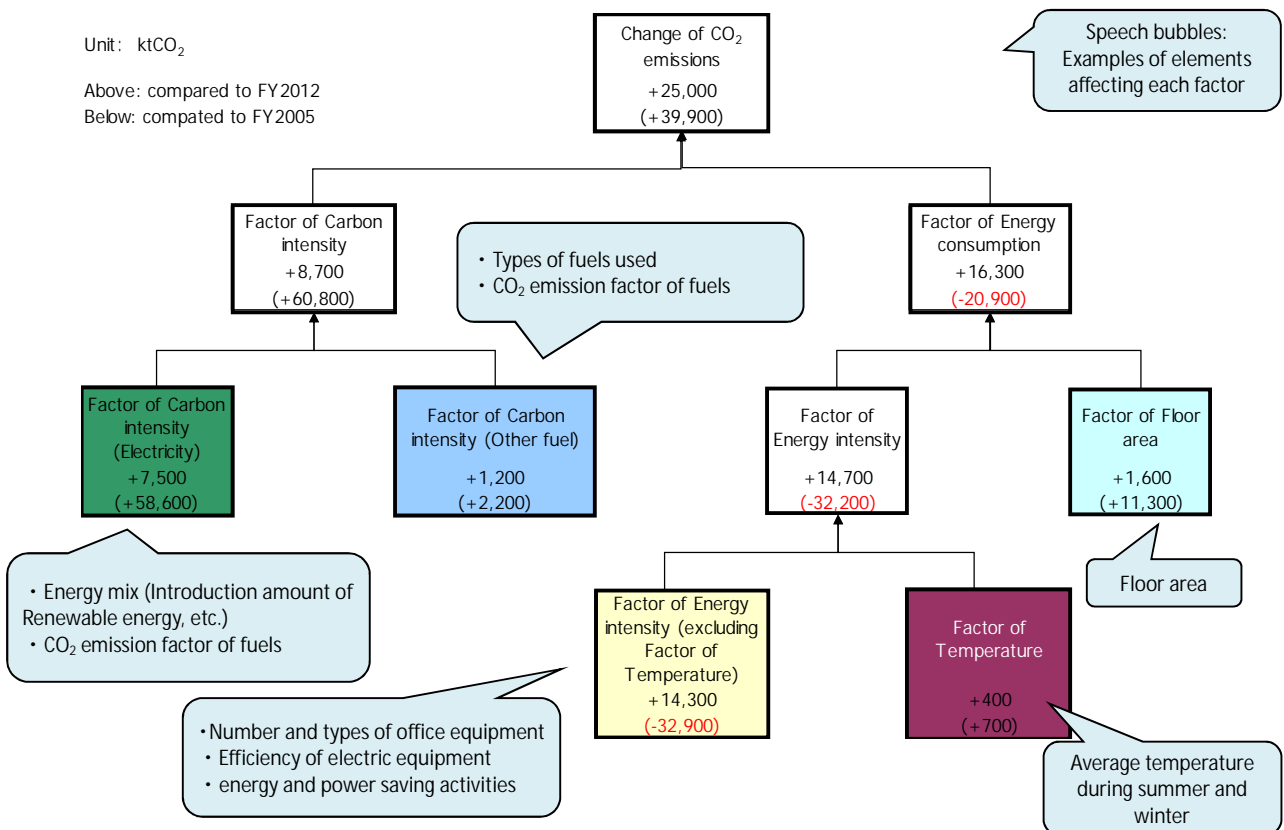 Unit: ktCO₂
Above: compared to FY2012
Below: compated to FY2005
Change of CO₂
emissions
+25,000
(+39,900)
Speech bubbles:
Examples of elements
affecting each factor
Factor of Carbon
intensity
+8,700
(+60,800)
・Types of fuels used
・CO₂ emission factor of fuels
Factor of Energy
consumption
+16,300
(-20,900)
Factor of Carbon
intensity
(Electricity)
+7,500
(+58,600)
Factor of Carbon
intensity (Other fuel)
+1,200
(+2,200)
Factor of
Energy intensity
+14,700
(-32,200)
Factor of Floor
area
+1,600
(+11,300)
・Energy mix (Introduction amount of
Renewable energy, etc.)
・CO₂ emission factor of fuels
Floor area
Factor of Energy
intensity (excluding
Factor of
Temperature)
+14,300
(-32,900)
Factor of
Temperature
+400
(+700)
・Number and types of office equipment
・Efficiency of electric equipment
・energy and power saving activities
Average temperature
during summer and
winter